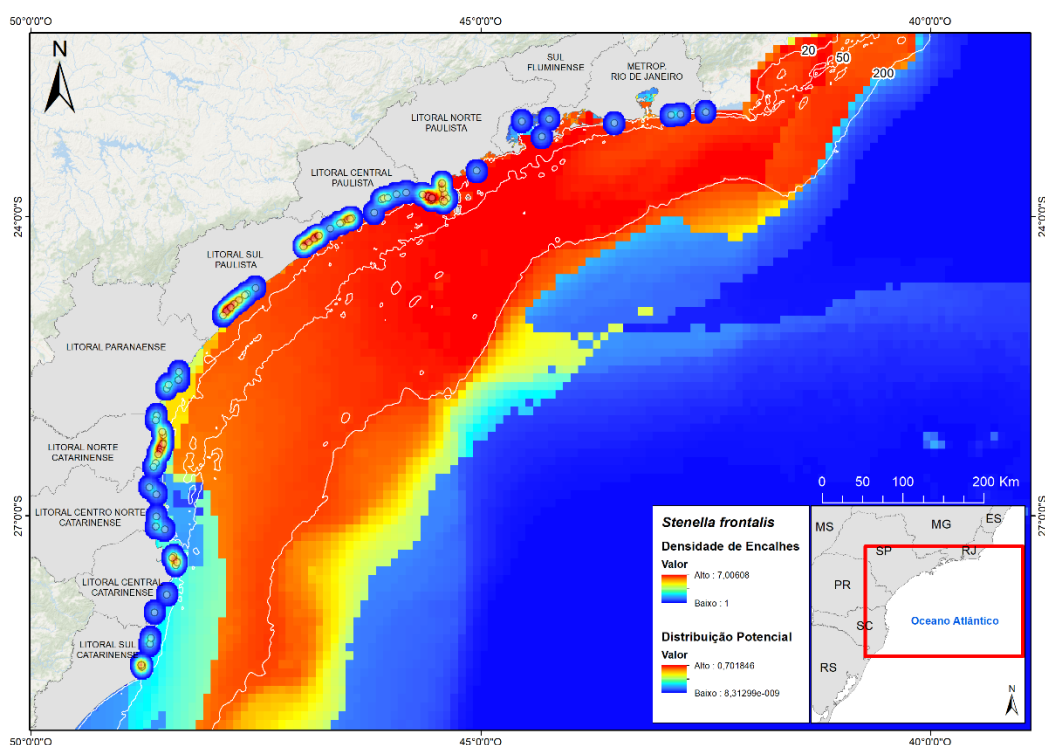 50°0'0"O
45°0'0"O
40°0'0"O
N
SUL
FLUMINENSE
METROP.
RIO DE JANEIRO
20
50
200
LITORAL NORTE
PAULISTA
LITORAL CENTRAL
PAULISTA
24°0'0"S
24°0'0"S
LITORAL SUL
PAULISTA
LITORAL PARANAENSE
LITORAL NORTE
CATARINENSE
LITORAL CENTRO NORTE
CATARINENSE
27°0'0"S
27°0'0"S
LITORAL CENTRAL
CATARINENSE
LITORAL SUL
CATARINENSE
0 50 100 200 Km
Stenella frontalis
Densidade de Encalhes
Valor
Alto : 7,00608
Baixo : 1
Distribuição Potencial
Valor
Alto : 0,701846
Baixo : 8,31299e-009
MS
MG
ES
SP
RJ
PR
SC
Oceano Atlântico
RS
N
50°0'0"O
45°0'0"O
40°0'0"O